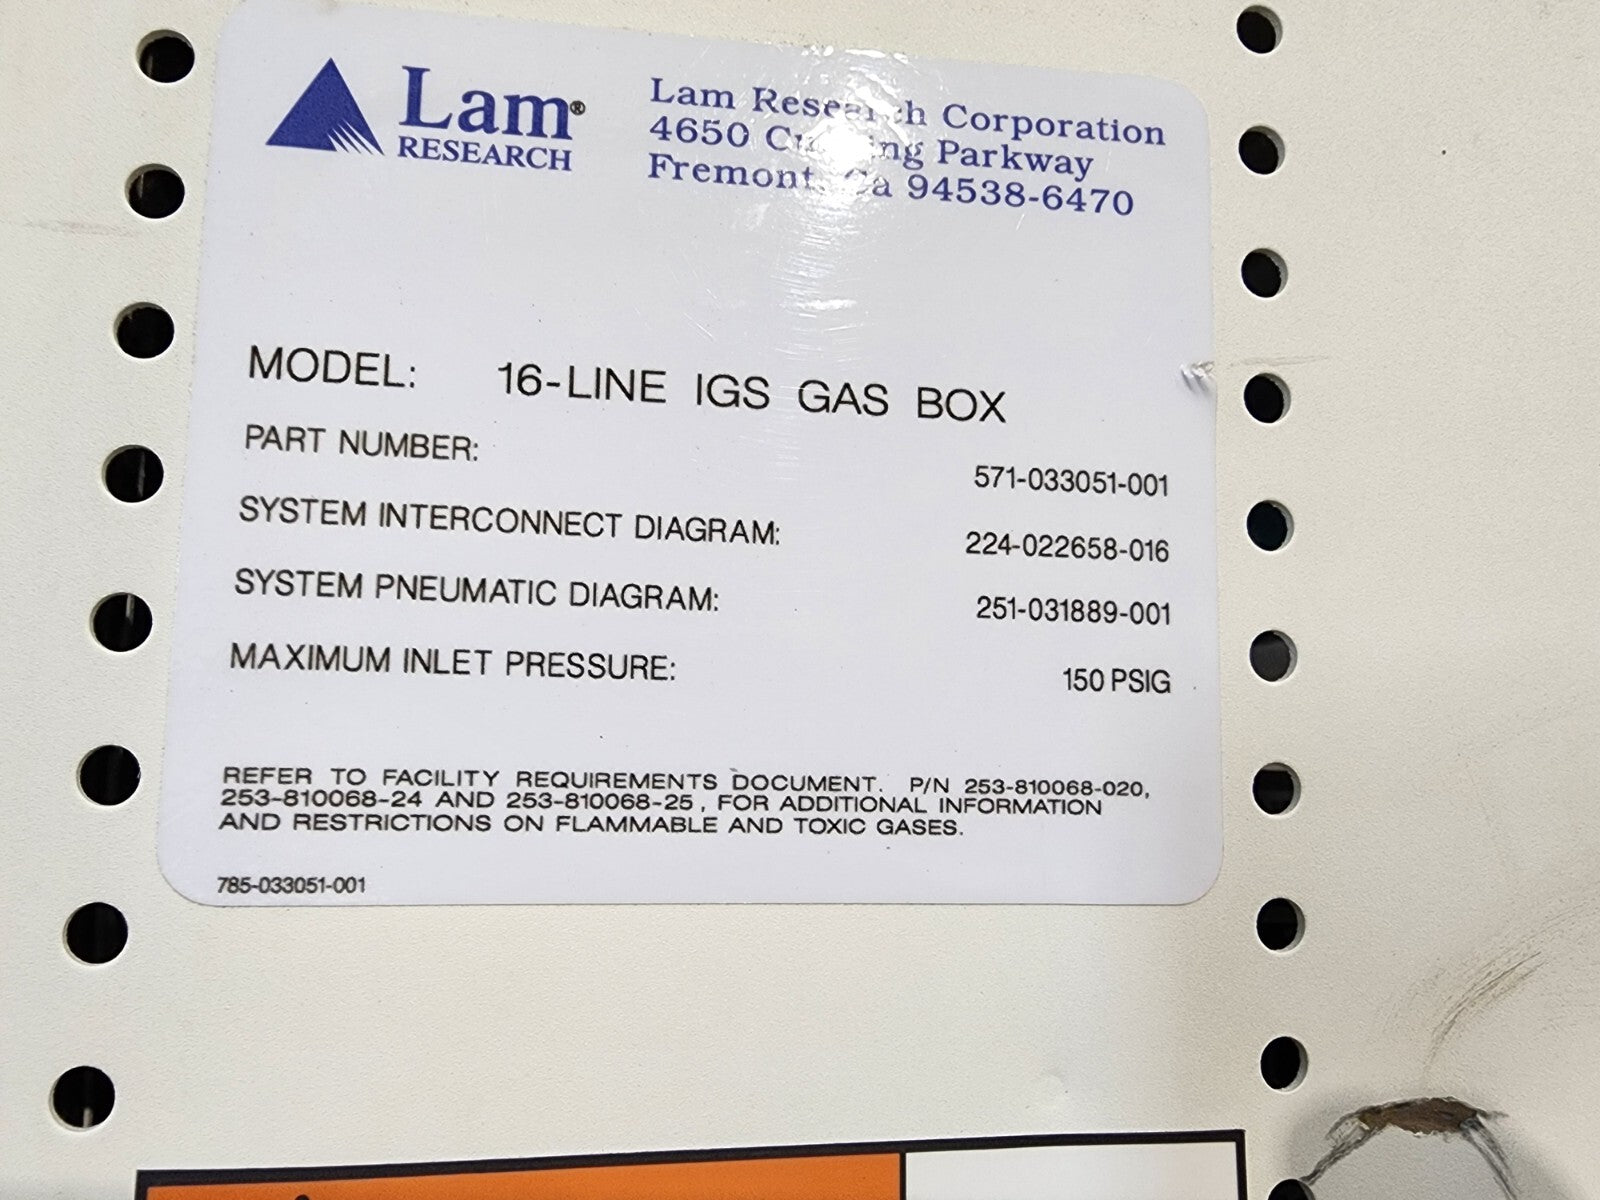 Lam®
RESEARCH
Lam Research Corporation
4650 Parkway
Fremont, Ca 94538-6470
MODEL: 16-LINE IGS GAS BOX
PART NUMBER: 571-033051-001
SYSTEM INTERCONNECT DIAGRAM: 224-022658-016
SYSTEM PNEUMATIC DIAGRAM: 251-031889-001
MAXIMUM INLET PRESSURE: 150 PSIG
REFER TO FACILITY REQUIREMENTS DOCUMENT. P/N 253-810068-020,
253-810068-24 AND 253-810068-25, FOR ADDITIONAL INFORMATION
AND RESTRICTIONS ON FLAMMABLE AND TOXIC GASES.
785-033051-001